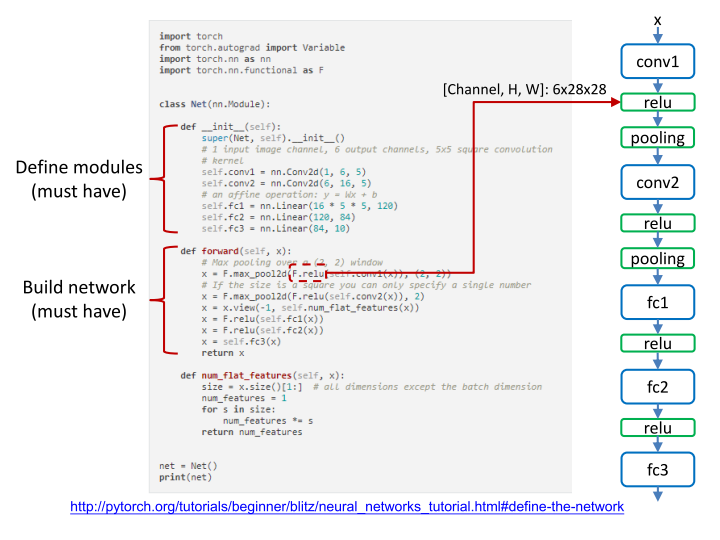 import torch
from torch.autograd import Variable
import torch.nn as nn
import torch.nn.functional as F
class Net(nn.Module):
def __init__(self):
super(Net, self).__init__()
# 1 input image channel, 6 output channels, 5x5 square convolution
# kernel
self.conv1 = nn.Conv2d(1, 6, 5)
self.conv2 = nn.Conv2d(6, 16, 5)
# an affine operation: y = Wx + b
self.fc1 = nn.Linear(16 * 5 * 5, 120)
self.fc2 = nn.Linear(120, 84)
self.fc3 = nn.Linear(84, 10)
def forward(self, x):
# Max pooling over a (2, 2) window
x = F.max_pool2d(F.relu(self.conv1(x)), (2, 2))
# If the size is a square you can only specify a single number
x = F.max_pool2d(F.relu(self.conv2(x)), 2)
x = x.view(-1, self.num_flat_features(x))
x = F.relu(self.fc1(x))
x = F.relu(self.fc2(x))
x = self.fc3(x)
return x
def num_flat_features(self, x):
size = x.size()[1:]  # all dimensions except the batch dimension
num_features = 1
for s in size:
num_features *= s
return num_features
net = Net()
print(net)
Define modules
(must have)
Build network
(must have)
[Channel, H, W]: 6x28x28
x
conv1
relu
pooling
conv2
relu
pooling
fc1
relu
fc2
relu
fc3
http://pytorch.org/tutorials/beginner/blitz/neural_networks_tutorial.html#define-the-network